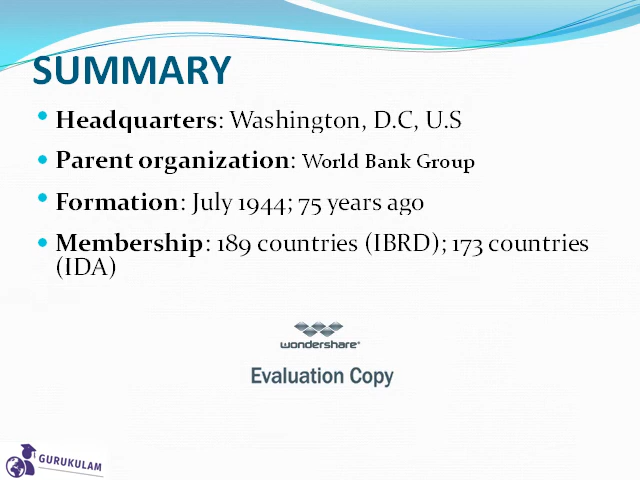 SUMMARY
• Headquarters: Washington, D.C, U.S
• Parent organization: World Bank Group
• Formation: July 1944; 75 years ago
• Membership: 189 countries (IBRD); 173 countries
(IDA)
wondershare®
Evaluation Copy
GURUKULAM